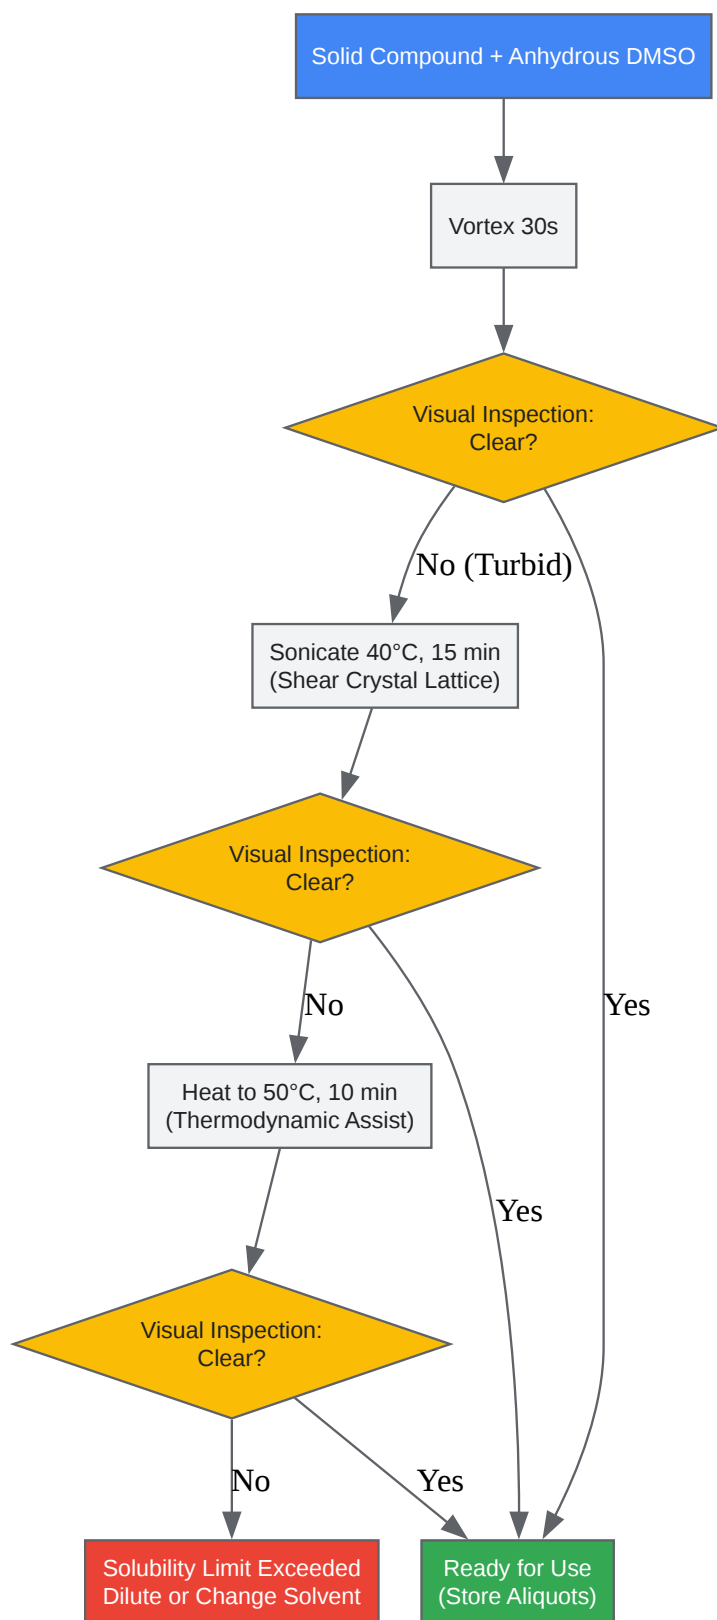 Solid Compound + Anhydrous DMSO
Vortex 30s
Visual Inspection:
Clear?
No (Turbid)
Sonicate 40°C, 15 min
(Shear Crystal Lattice)
Visual Inspection:
Clear?
No
Yes
Heat to 50°C, 10 min
(Thermodynamic Assist)
Yes
Visual Inspection:
Clear?
No
Yes
Solubility Limit Exceeded
Dilute or Change Solvent
Ready for Use
(Store Aliquots)